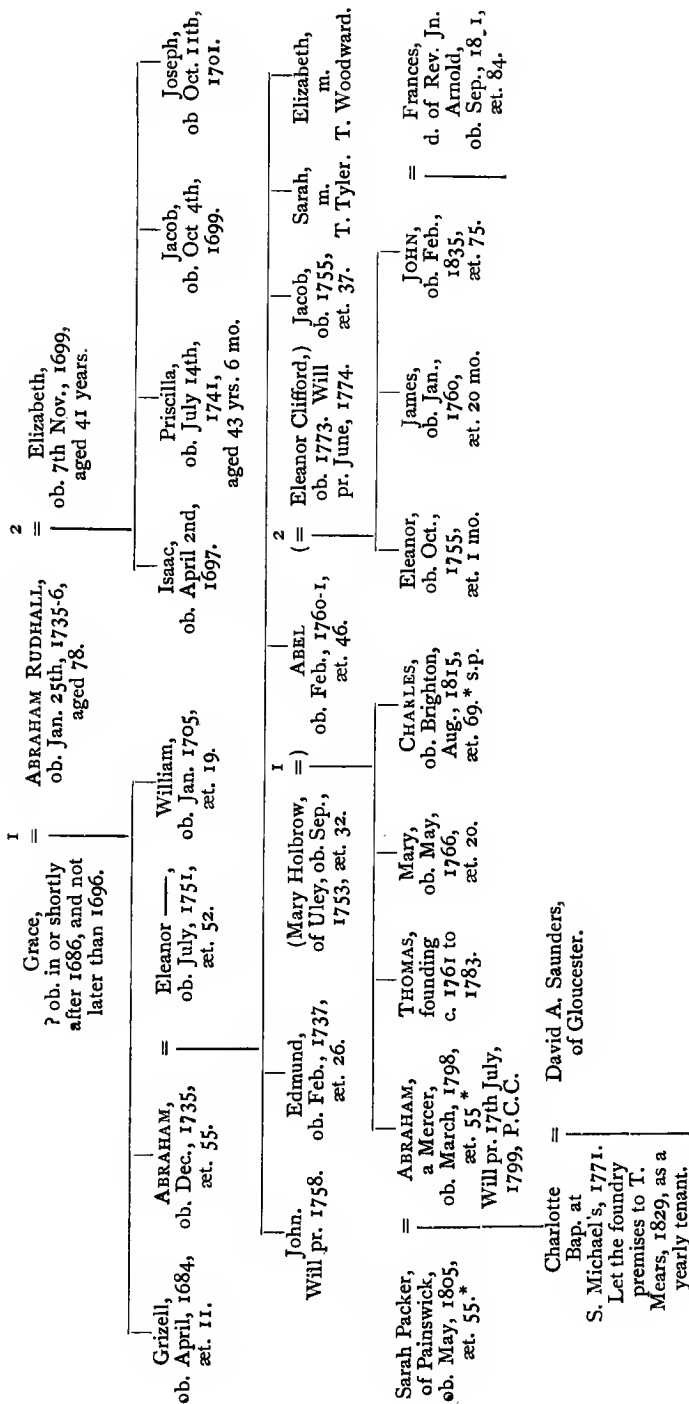 1
2
Grace,
? ob. in or shortly
after 1686, and not
later than 1696.
=
ABRAHAM RUDHALL,
ob. Jan. 25th, 1735-6,
aged 78.
=
Elizabeth,
ob. 7th Nov., 1699,
aged 41 years.
Grizell,
ob. April, 1684,
æt. 11.
ABRAHAM,
ob. Dec., 1735,
æt. 55.
=
Eleanor ——,
ob. July, 1751,
æt. 52.
William,
ob. Jan. 1705,
æt. 19.
Isaac,
ob. April 2nd,
1697.
Priscilla,
ob. July 14th,
1741,
aged 43 yrs. 6 mo.
Jacob,
ob. Oct 4th,
1699.
Joseph,
ob Oct. 11tb,
1701.
John.
Will pr. 1758.
Edmund,
ob. Feb., 1737,
æt. 26.
(Mary Holbrow,
of Uley, ob. Sep.,
1753, æt. 32.
1
=)
ABEL
ob. Feb., 1760-1,
æt. 46.
2
(=
Eleanor Clifford,)
ob. 1773. Will
pr. June, 1774.
Jacob,
ob. 1755,
æt. 37.
Sarah,
m.
T. Tyler.
Elizabeth,
m.
T. Woodward.
Sarah Packer,
of Painswick,
ob. May, 1805,
æt. 55.*
=
ABRAHAM,
a Mercer,
ob. March, 1798,
æt. 55 *
Will pr. 17th July,
1799, P.C.C.
THOMAS,
founding
c. 1761 to
1783.
Mary,
ob. May,
1766,
æt. 20.
CHARLES,
ob. Brighton,
Aug., 1815,
æt. 69.* s.p.
Eleanor,
ob. Oct.,
1755,
æt. 1 mo.
James,
ob. Jan.,
1760,
æt. 20 mo.
JOHN,
ob. Feb.,
1835,
æt. 75.
=
Frances,
d. of Rev. Jn.
Arnold,
ob. Sep., 18_1,
æt. 84.
Charlotte
Bap. at
S. Michael's, 1771.
Let the foundry
premises to T.
Mears, 1829, as a
yearly tenant.
=
David A. Saunders,
of Gloucester.